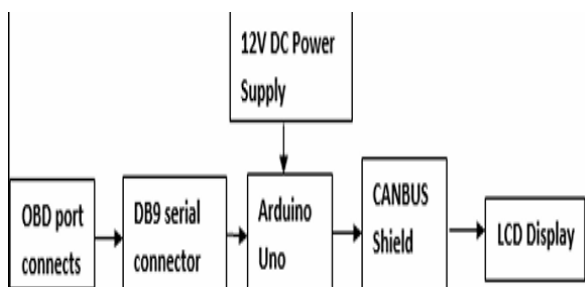 12V DC Power
Supply
OBD port
connects
DB9 serial
connector
Arduino
Uno
CANBUS
Shield
LCD Display